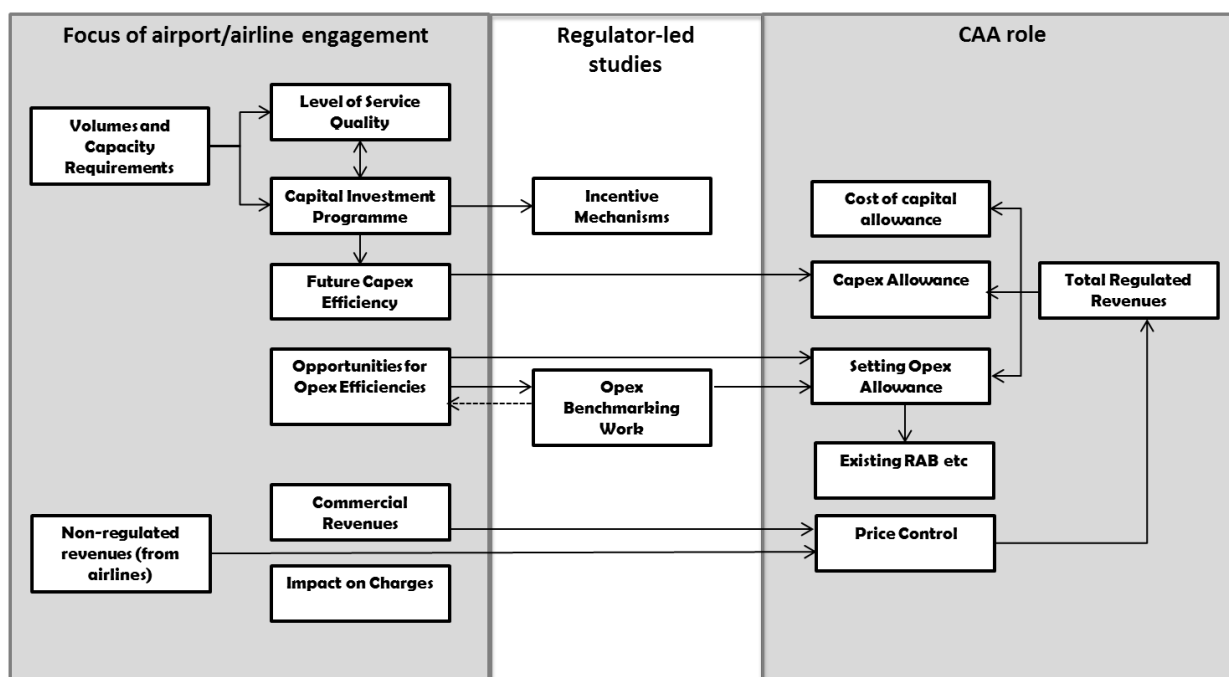 Focus of airport/airline engagement
Volumes and
Capacity
Requirements
Level of Service
Quality
Capital Investment
Programme
Future Capex
Efficiency
Opportunities for
Opex Efficiencies
Commercial
Revenues
Non-regulated
revenues (from
airlines)
Impact on Charges
Regulator-led
studies
Incentive
Mechanisms
Opex
Benchmarking
Work
CAA role
Cost of capital
allowance
Capex Allowance
Total Regulated
Revenues
Setting Opex
Allowance
Existing RAB etc
Price Control